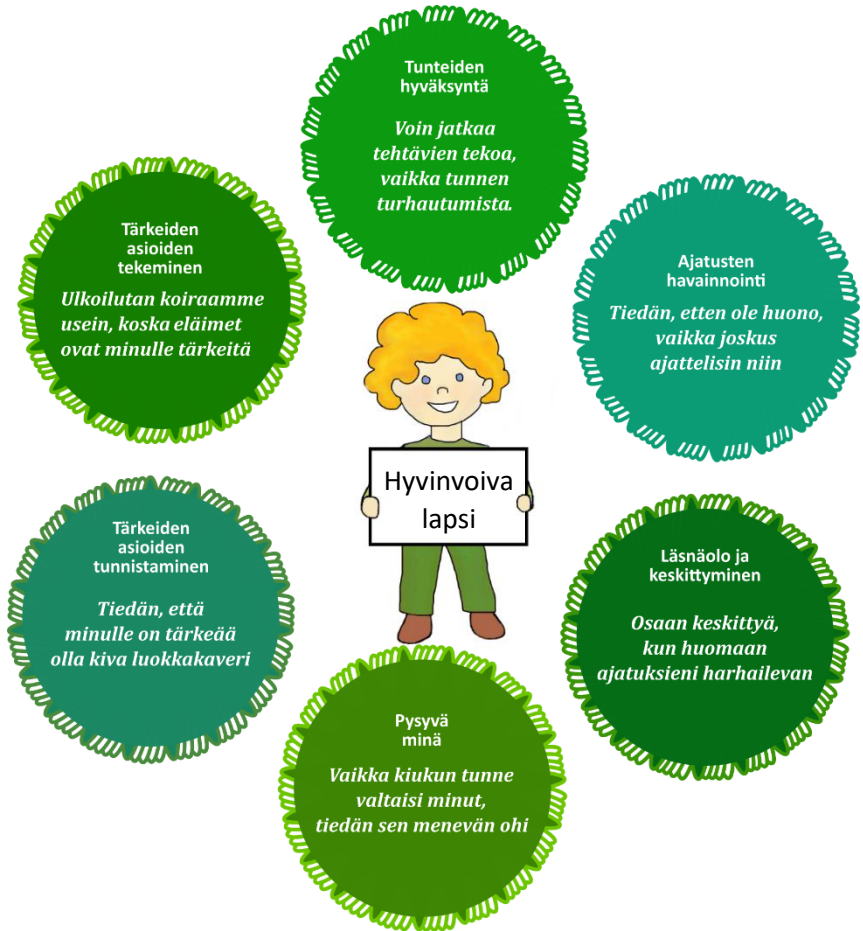 Tunteiden
hyväksyntä
Voin jatkaa
tehtävien tekoa,
vaikka tunnen
turhautumista.
Ajatusten
havainnointi
Tiedän, etten ole huono,
vaikka joskus
ajattelisin niin
Läsnäolo ja
keskittyminen
Osaan keskittyä,
kun huomaan
ajatuksieni harhailevan
Pysyvä
minä
Vaikka kiukun tunne
valtaisi minut,
tiedän sen menevän ohi
Tärkeiden
asioiden
tunnistaminen
Tiedän, että
minulle on tärkeää
olla kiva luokkakaveri
Tärkeiden
asioiden
tekeminen
Ulkoilutan koiraamme
usein, koska eläimet
ovat minulle tärkeitä
Hyvinvoiva
lapsi